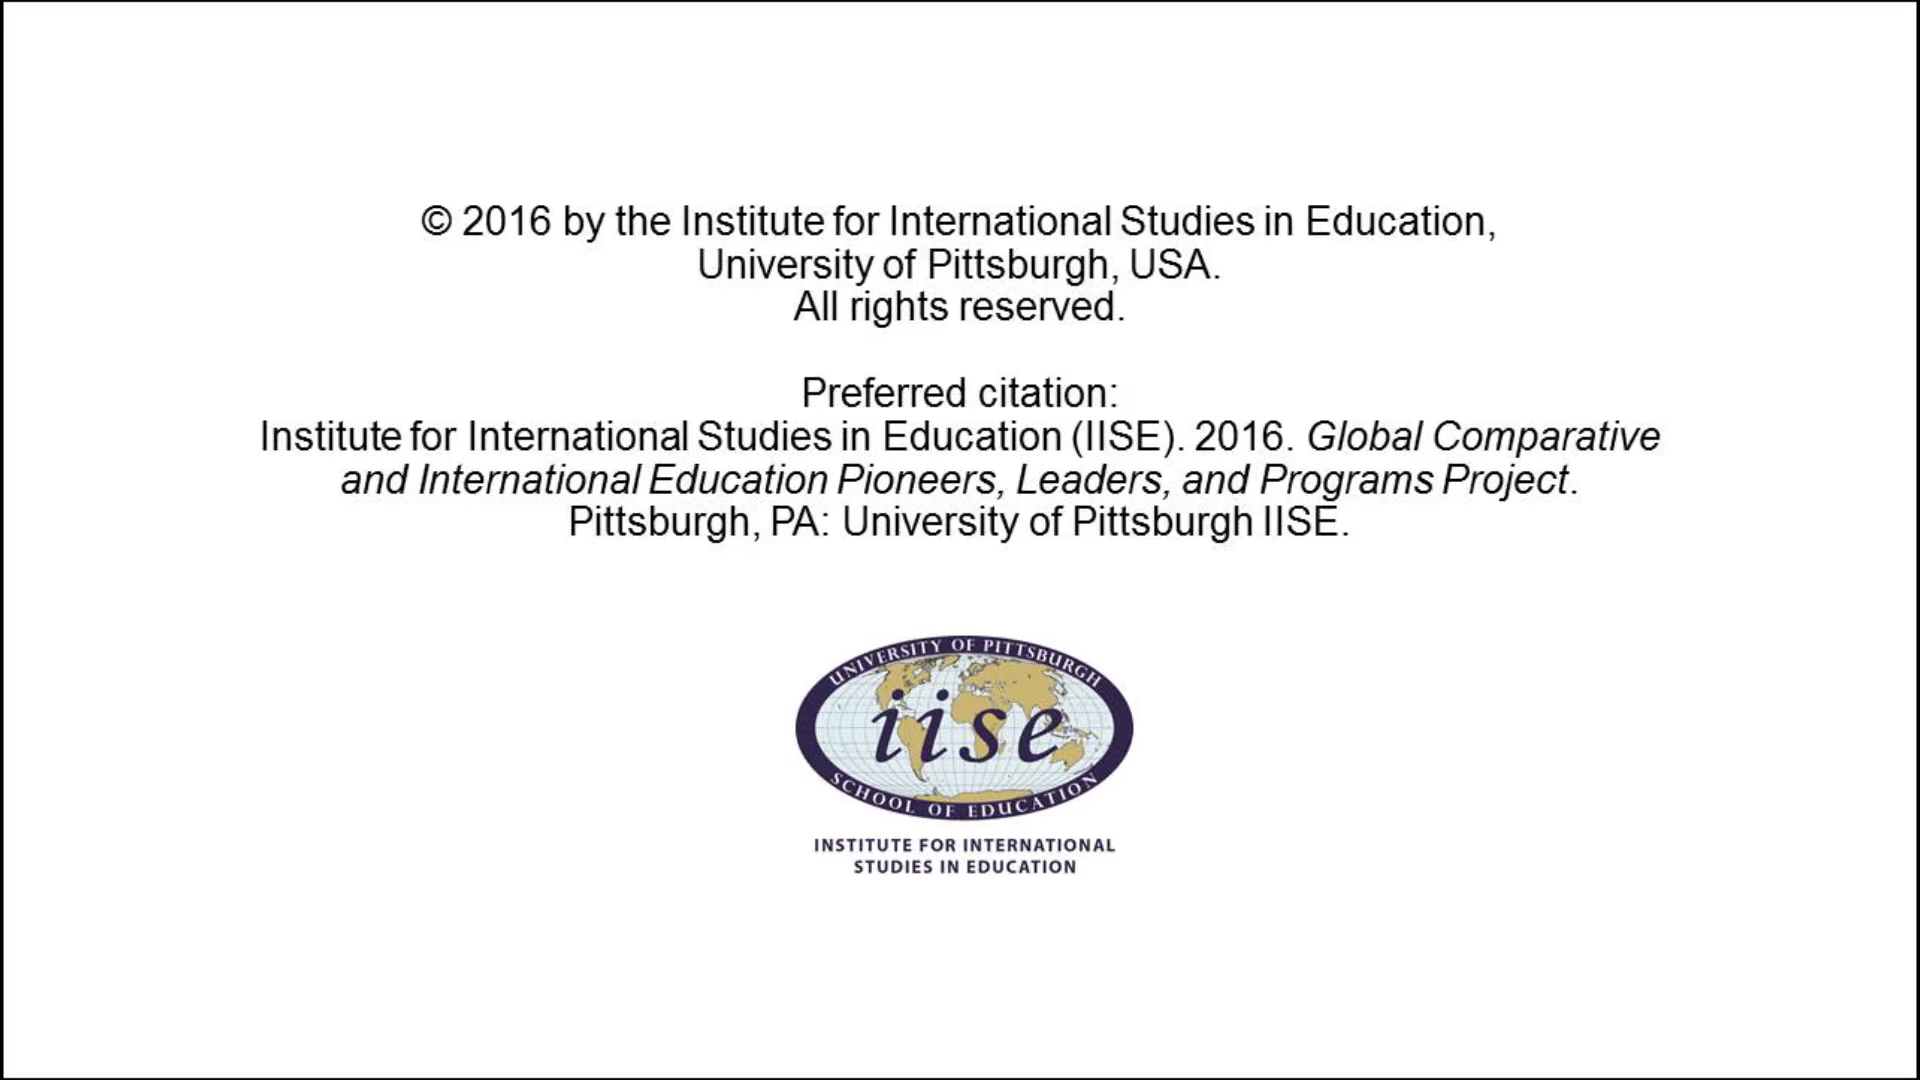 © 2016 by the Institute for International Studies in Education,
University of Pittsburgh, USA.
All rights reserved.
Preferred citation:
Institute for International Studies in Education (IISE). 2016. Global Comparative
and International Education Pioneers, Leaders, and Programs Project.
Pittsburgh, PA: University of Pittsburgh IISE.
UNIVERSITY OF PITTSBURGH
iise
SCHOOL OF EDUCATION
INSTITUTE FOR INTERNATIONAL
STUDIES IN EDUCATION